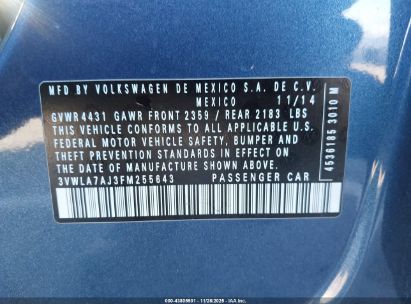 MFD BY VOLKSWAGEN DE MEXICO S.A. DE C.V.
MEXICO 11/14
GVWR4431 GAWR FRONT 2359 / REAR 2183 LBS
THIS VEHICLE CONFORMS TO ALL APPLICABLE U.S.
FEDERAL MOTOR VEHICLE SAFETY, BUMPER AND
THEFT PREVENTION STANDARDS IN EFFECT ON
THE DATE OF MANUFACTURE SHOWN ABOVE.
3VWLA7AJ3FM255643 PASSENGER CAR
4536185 3010 M